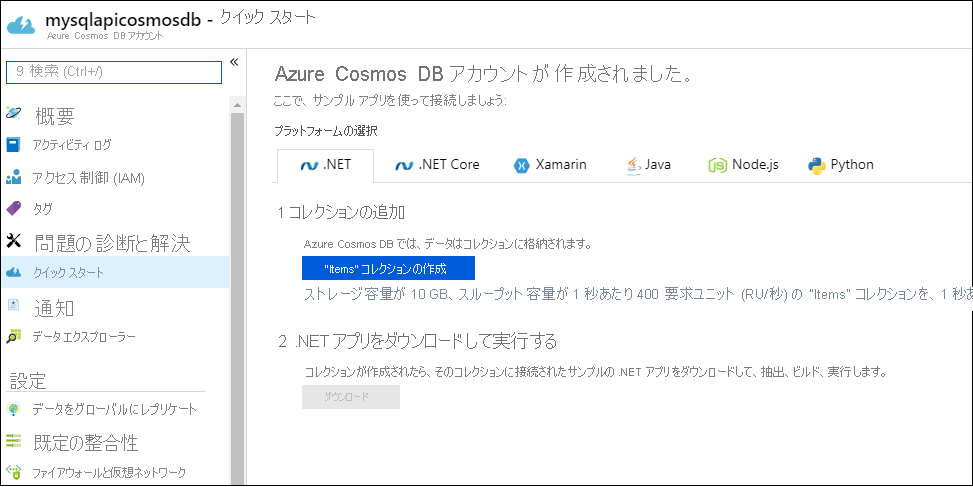 mysqlapicosmosdb - クイック スタート
Azure Cosmos DB アカウント
9 検索 (Ctrl+/)
«
概要
アクティビティ ログ
アクセス制御 (IAM)
タグ
問題の診断と解決
クイック スタート
通知
データ エクスプローラー
設定
データをグローバルにレプリケート
既定の整合性
ファイアウォールと仮想ネットワーク
Azure Cosmos DB アカウントが作成されました。
ここで、サンプル アプリを使って接続しましょう:
プラットフォームの選択
.NET
.NET Core
Xamarin
Java
Node.js
Python
1 コレクションの追加
Azure Cosmos DB では、データはコレクションに格納されます。
"Items" コレクションの作成
ストレージ容量が 10 GB、スループット容量が 1 秒あたり 400 要求ユニット (RU/秒) の "Items" コレクションを、1 秒あ
2 .NET アプリをダウンロードして実行する
コレクションが作成されたら、そのコレクションに接続されたサンプルの .NET アプリをダウンロードして、抽出、ビルド、実行します。
ダウンロード